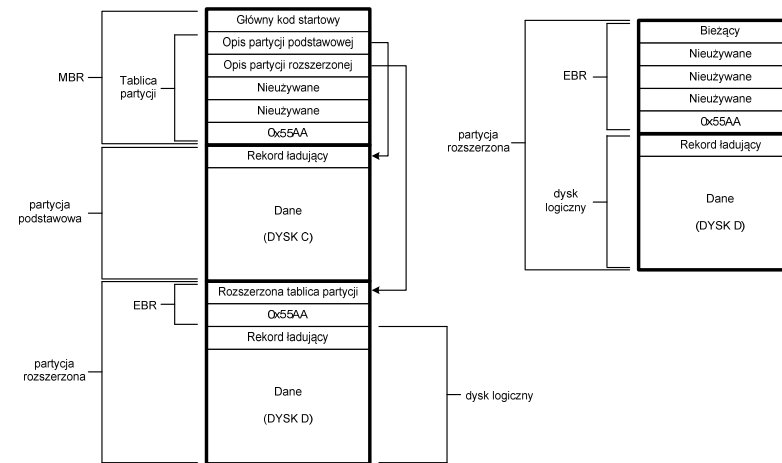 Główny kod startowy
Opis partycji podstawowej
Opis partycji rozszerzonej
Nieużywane
Nieużywane
0x55AA
MBR
Tablica
partycji
Rekord ładujący
Dane
(DYSK C)
partycja
podstawowa
Rozszerzona tablica partycji
0x55AA
EBR
Rekord ładujący
Dane
(DYSK D)
partycja
rozszerzona
dysk logiczny
Bieżący
Nieużywane
Nieużywane
Nieużywane
0x55AA
EBR
partycja
rozszerzona
Rekord ładujący
Dane
(DYSK D)
dysk
logiczny